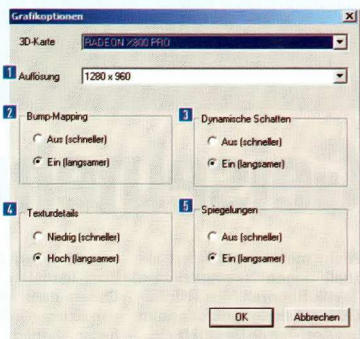 Grafikoptionen
3D-Karte RADEON X800 PRO
1 Auflösung 1280 x 960
2 Bump-Mapping
Aus (schneller)
Ein (langsamer)
3 Dynamische Schatten
Aus (schneller)
Ein (langsamer)
4 Texturdetails
Niedrig (schneller)
Hoch (langsamer)
5 Spiegelungen
Aus (schneller)
Ein (langsamer)
OK Abbrechen